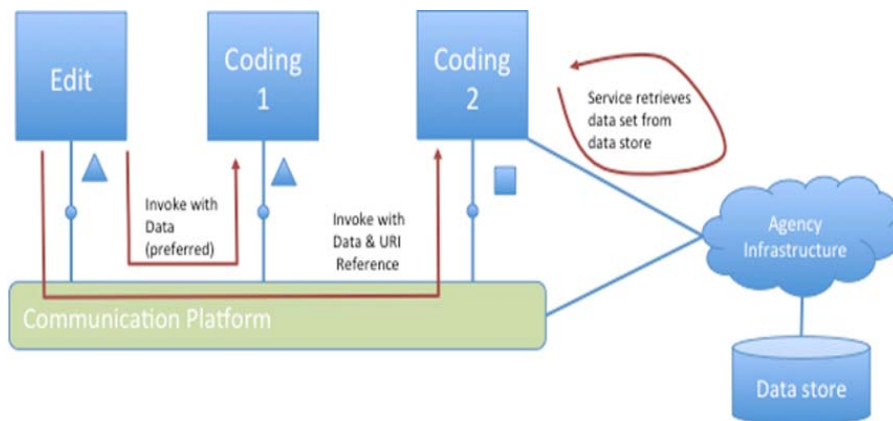 Edit
Coding
1
Coding
2
Service retrieves
data set from
data store
Invoke with
Data
(preferred)
Invoke with
Data & URI
Reference
Agency
Infrastructure
Communication Platform
Data store